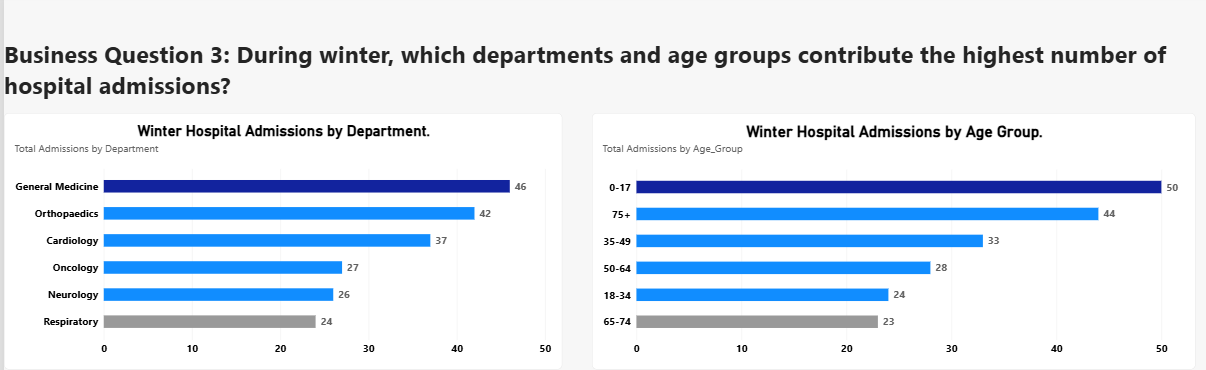 Business Question 3: During winter, which departments and age groups contribute the highest number of
hospital admissions?
Winter Hospital Admissions by Department.
Total Admissions by Department
General Medicine 46
Orthopaedics 42
Cardiology 37
Oncology 27
Neurology 26
Respiratory 24
0 10 20 30 40 50
Winter Hospital Admissions by Age Group.
Total Admissions by Age_Group
0-17 50
75+ 44
35-49 33
50-64 28
18-34 24
65-74 23
0 10 20 30 40 50